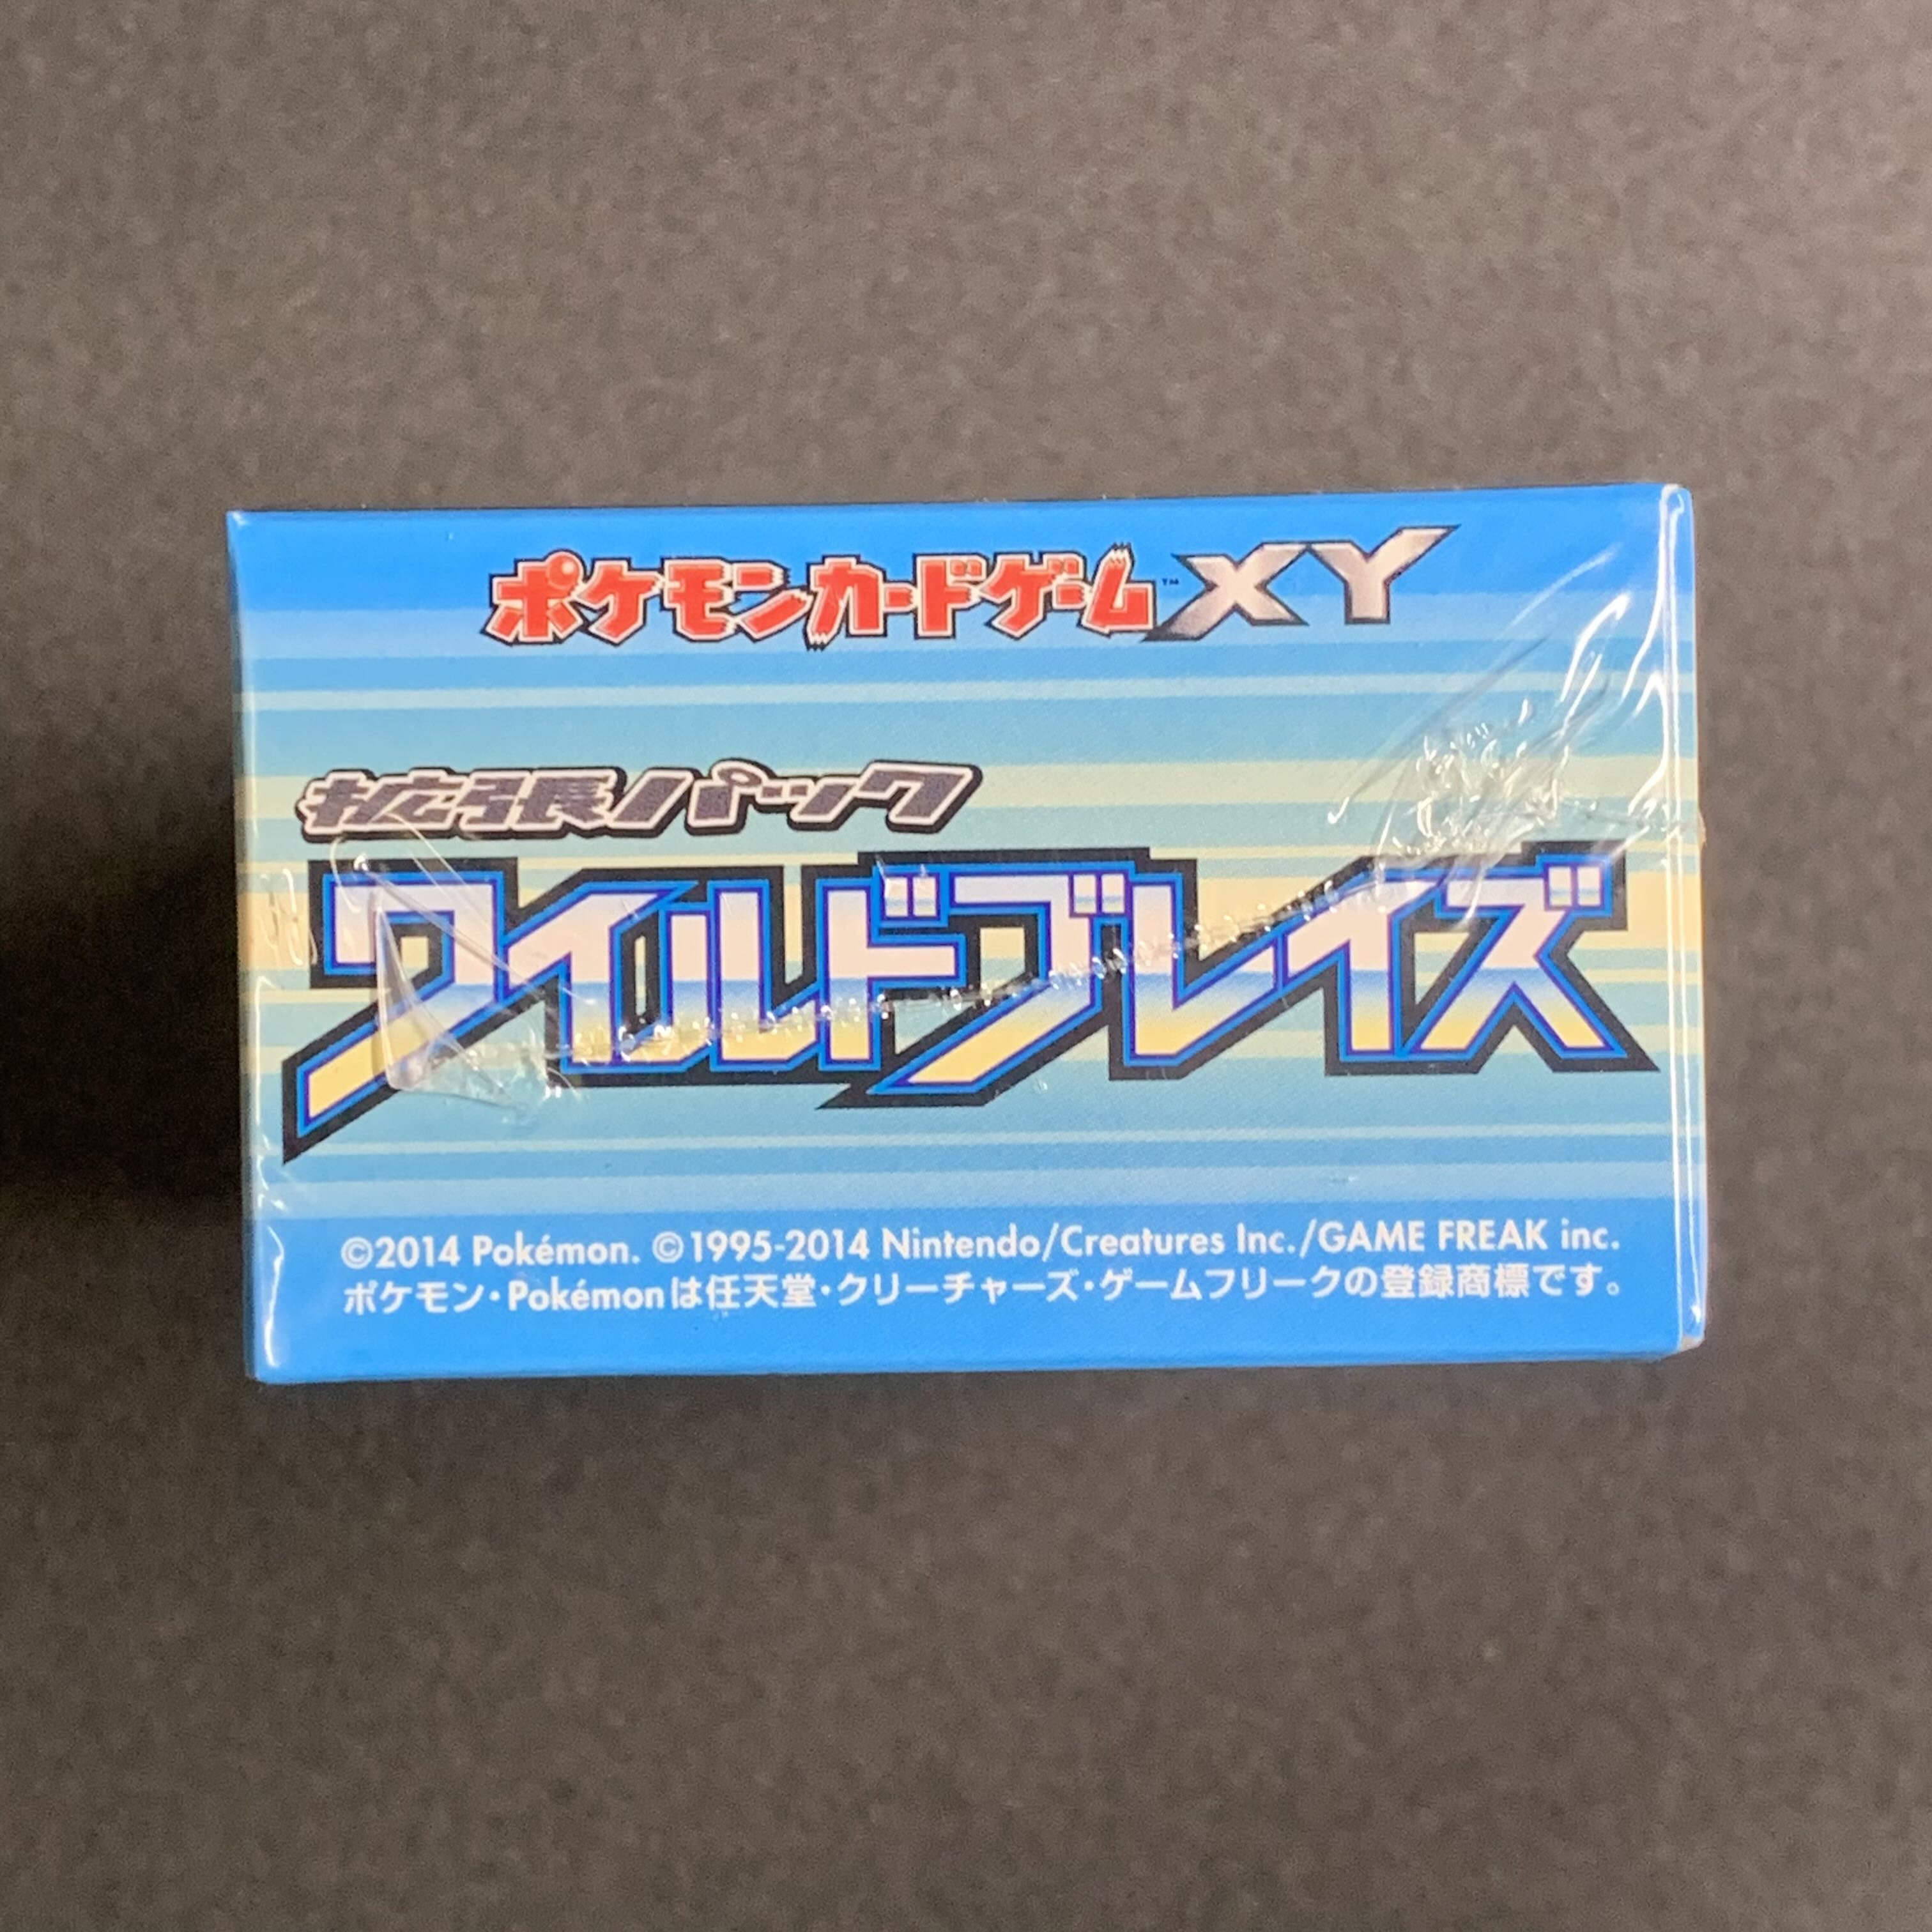 ポケモンカードゲーム™ XY
拡張パック
ワイルドブレイズ
©2014 Pokémon. ©1995-2014 Nintendo/Creatures Inc./GAME FREAK inc.
ポケモン・Pokémonは任天堂・クリーチャーズ・ゲームフリークの登録商標です。